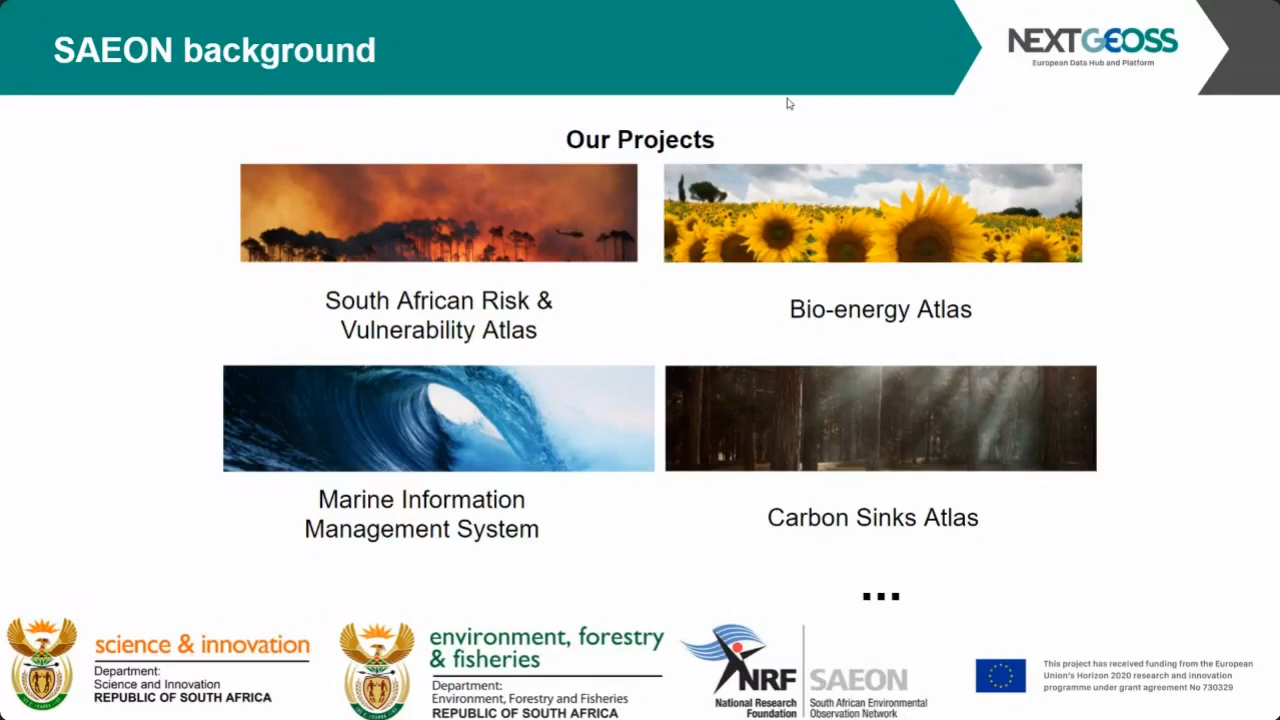 SAEON background
NEXTGEOSS
European Data Hub and Platform
Our Projects
South African Risk &
Vulnerability Atlas
Bio-energy Atlas
Marine Information
Management System
Carbon Sinks Atlas
...
science & innovation
Department:
Science and Innovation
REPUBLIC OF SOUTH AFRICA
environment, forestry
& fisheries
Department:
Environment, Forestry and Fisheries
REPUBLIC OF SOUTH AFRICA
NRF
National Research
Foundation
SAEON
South African Environmental
Observation Network
This project has received funding from the European
Union's Horizon 2020 research and innovation
programme under grant agreement No 730329